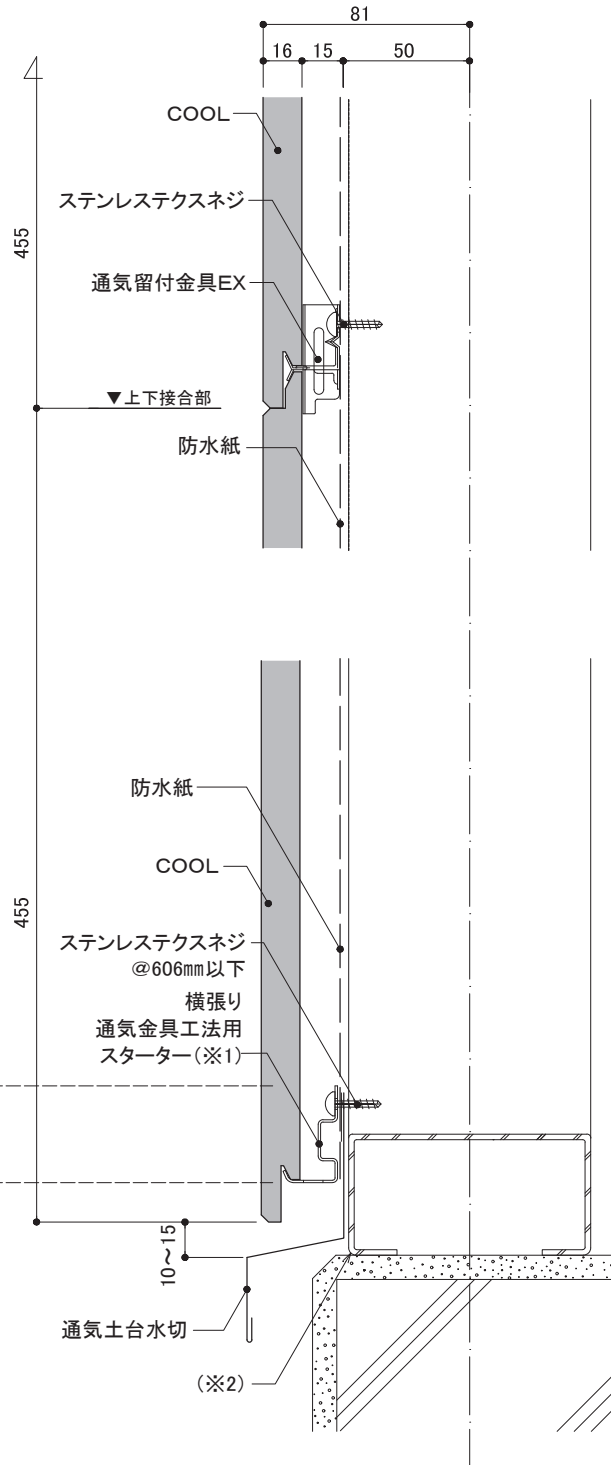 81
16
15
50
COOL
ステンレステクスネジ
455
通気留付金具EX
▼上下接合部
防水紙
防水紙
COOL
455
ステンレステクスネジ
@606㎜以下
横張り
通気金具工法用
スターター(※1)
10～15
通気土台水切
(※2)